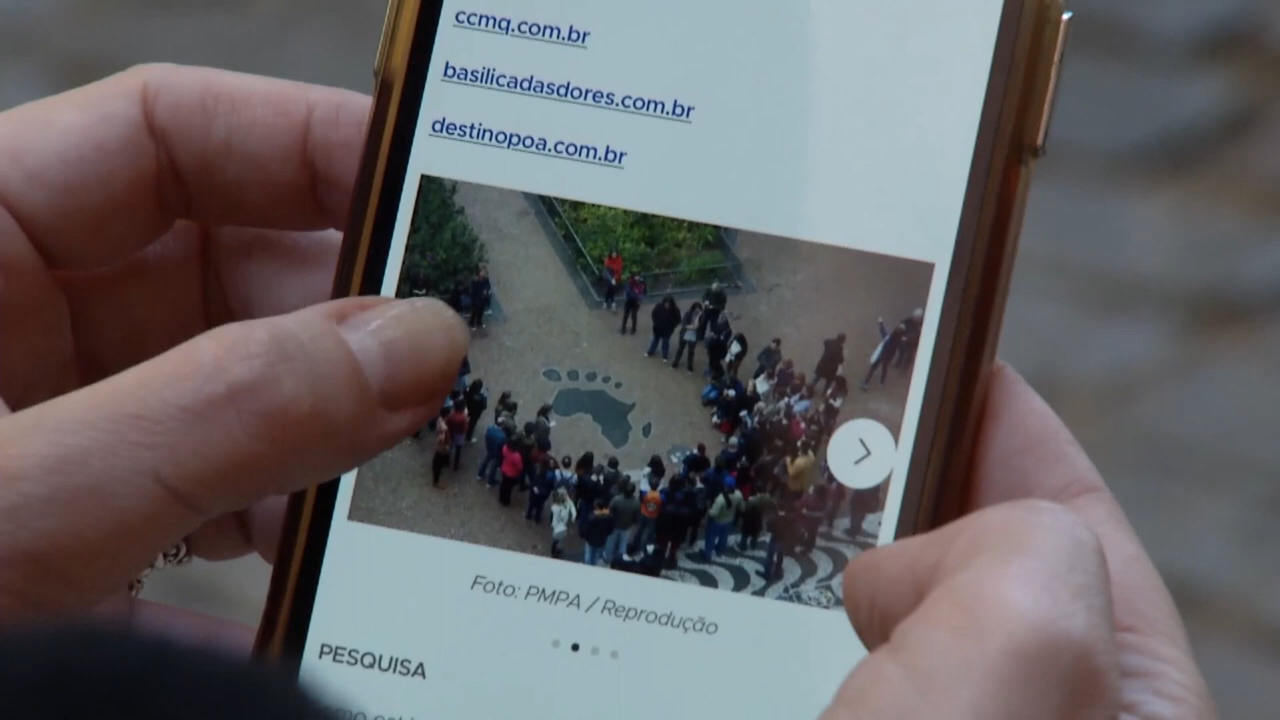 ccmq.com.br
basilicadasdores.com.br
destinopoa.com.br
Foto: PMPA / Reprodução
PESQUISA